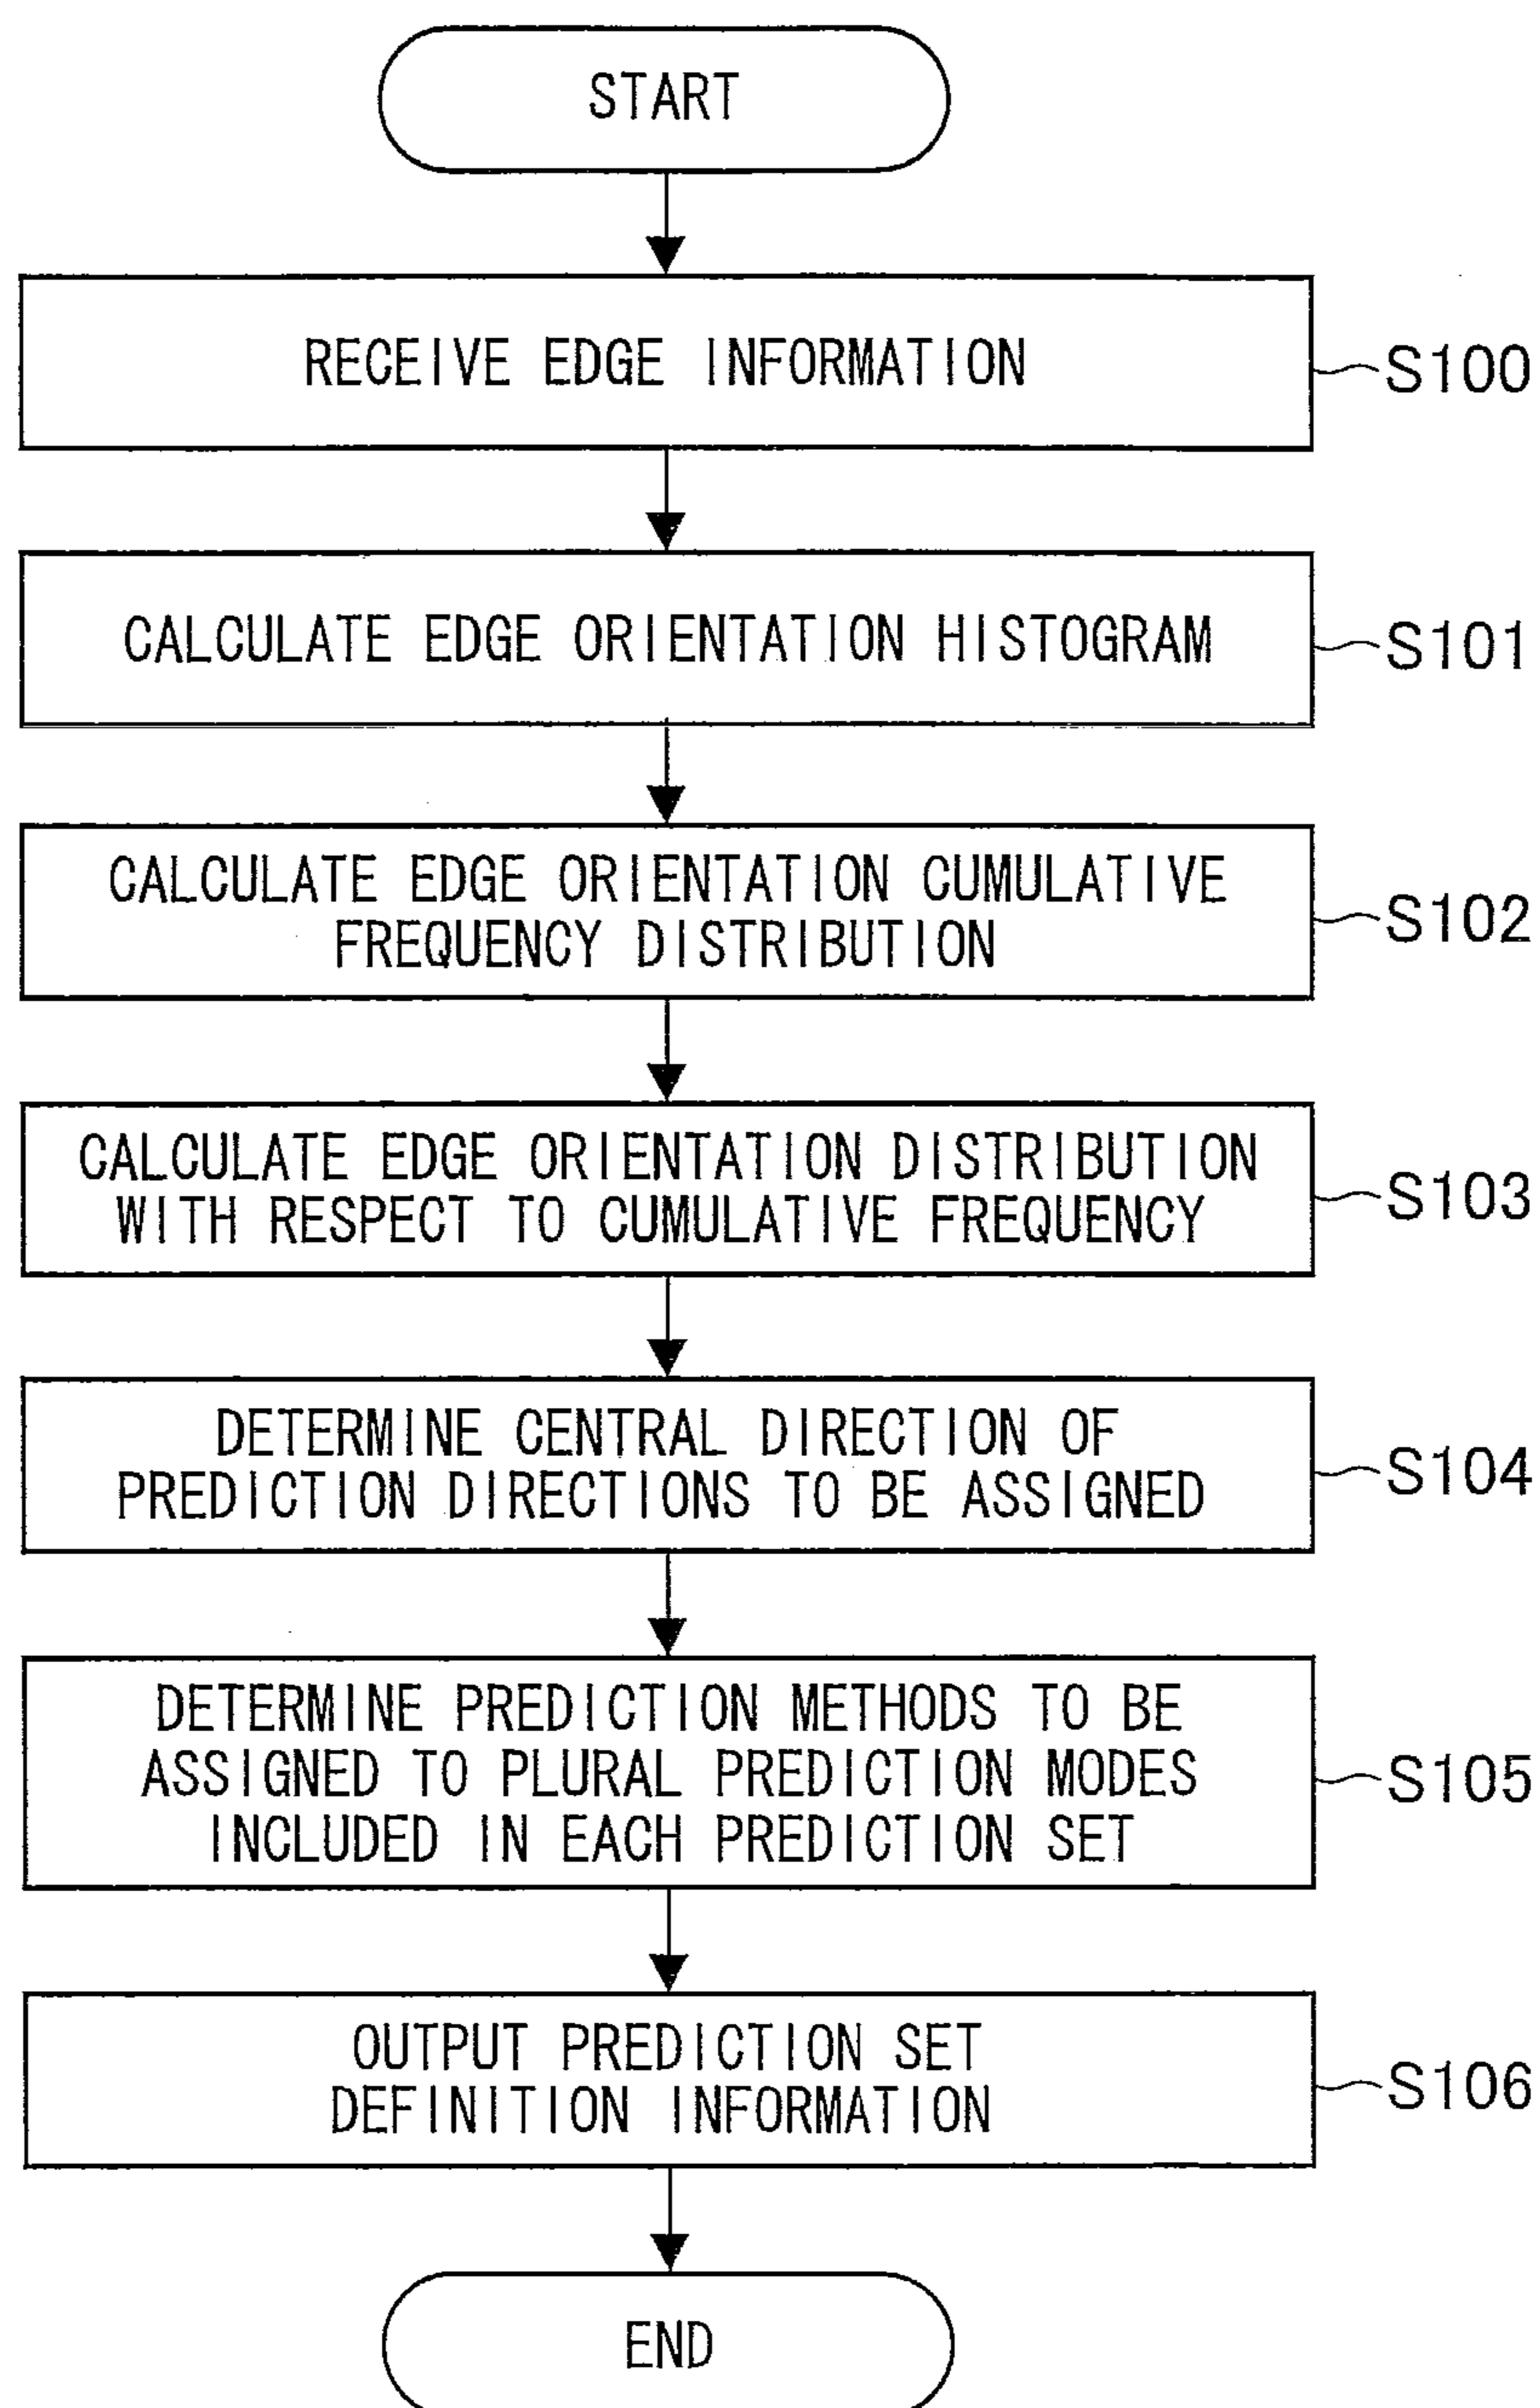 START
RECEIVE EDGE INFORMATION
S100
CALCULATE EDGE ORIENTATION HISTOGRAM
S101
CALCULATE EDGE ORIENTATION CUMULATIVE
FREQUENCY DISTRIBUTION
S102
CALCULATE EDGE ORIENTATION DISTRIBUTION
WITH RESPECT TO CUMULATIVE FREQUENCY
S103
DETERMINE CENTRAL DIRECTION OF
PREDICTION DIRECTIONS TO BE ASSIGNED
S104
DETERMINE PREDICTION METHODS TO BE
ASSIGNED TO PLURAL PREDICTION MODES
INCLUDED IN EACH PREDICTION SET
S105
OUTPUT PREDICTION SET
DEFINITION INFORMATION
S106
END